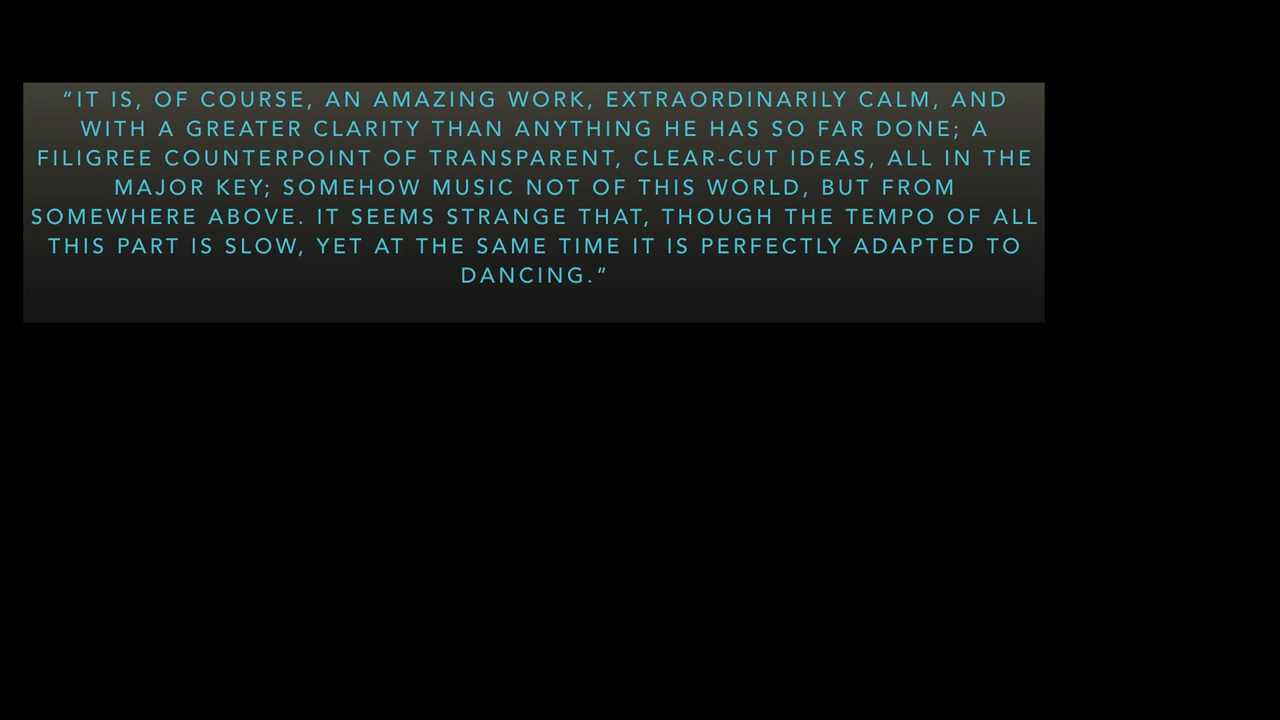 “IT IS, OF COURSE, AN AMAZING WORK, EXTRAORDINARILY CALM, AND
WITH A GREATER CLARITY THAN ANYTHING HE HAS SO FAR DONE; A
FILIGREE COUNTERPOINT OF TRANSPARENT, CLEAR-CUT IDEAS, ALL IN THE
MAJOR KEY; SOMEHOW MUSIC NOT OF THIS WORLD, BUT FROM
SOMEWHERE ABOVE. IT SEEMS STRANGE THAT, THOUGH THE TEMPO OF ALL
THIS PART IS SLOW, YET AT THE SAME TIME IT IS PERFECTLY ADAPTED TO
DANCING.”